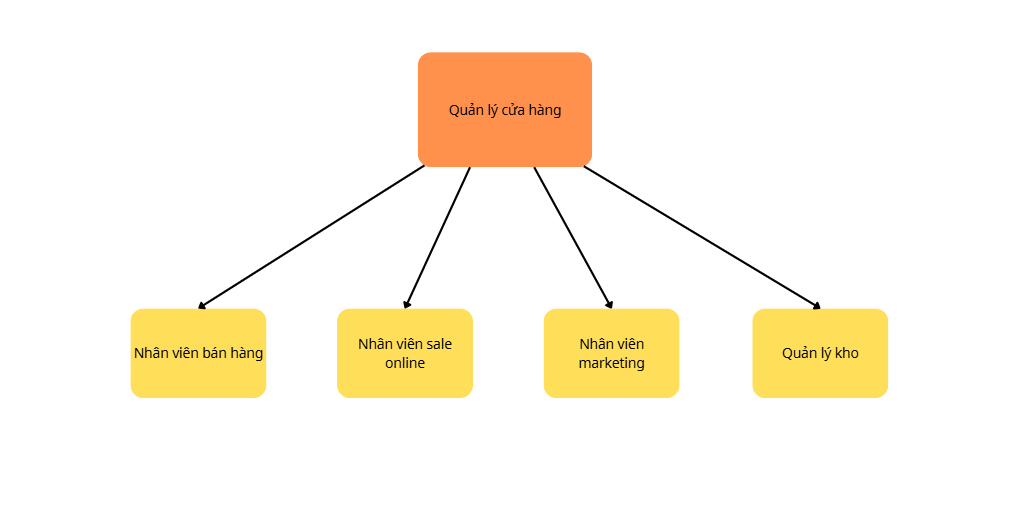 Quản lý cửa hàng
Nhân viên bán hàng
Nhân viên sale
online
Nhân viên
marketing
Quản lý kho